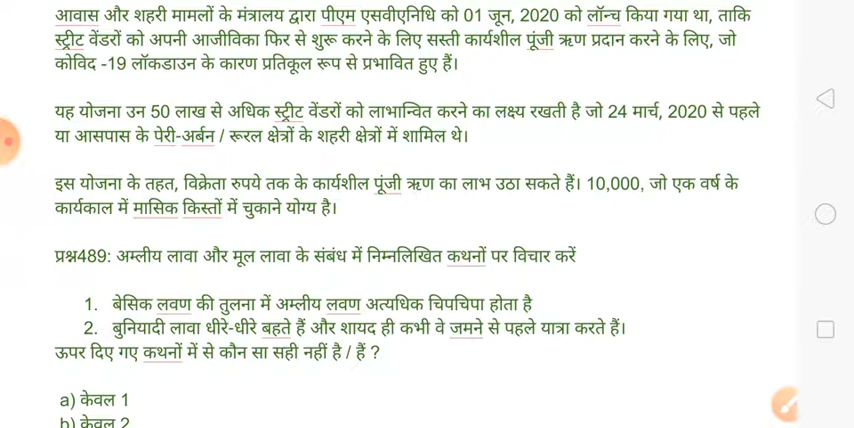 आवास और शहरी मामलों के मंत्रालय द्वारा पीएम एसवीएनिधि को 01 जून, 2020 को लॉन्च किया गया था, ताकि
स्ट्रीट वेंडरों को अपनी आजीविका फिर से शुरू करने के लिए सस्ती कार्यशील पूंजी ऋण प्रदान करने के लिए, जो
कोविद -19 लॉकडाउन के कारण प्रतिकूल रूप से प्रभावित हुए हैं।
यह योजना उन 50 लाख से अधिक स्ट्रीट वेंडरों को लाभान्वित करने का लक्ष्य रखती है जो 24 मार्च, 2020 से पहले
या आसपास के पेरी-अर्बन / रूरल क्षेत्रों के शहरी क्षेत्रों में शामिल थे।
इस योजना के तहत, विक्रेता रुपये तक के कार्यशील पूंजी ऋण का लाभ उठा सकते हैं। 10,000, जो एक वर्ष के
कार्यकाल में मासिक किस्तों में चुकाने योग्य है।
प्रश्न489: अम्लीय लावा और मूल लावा के संबंध में निम्नलिखित कथनों पर विचार करें
1. बेसिक लवण की तुलना में अम्लीय लवण अत्यधिक चिपचिपा होता है
2. बुनियादी लावा धीरे-धीरे बहते हैं और शायद ही कभी वे जमने से पहले यात्रा करते हैं।
ऊपर दिए गए कथनों में से कौन सा सही नहीं है / हैं ?
a) केवल 1
b) केवल 2